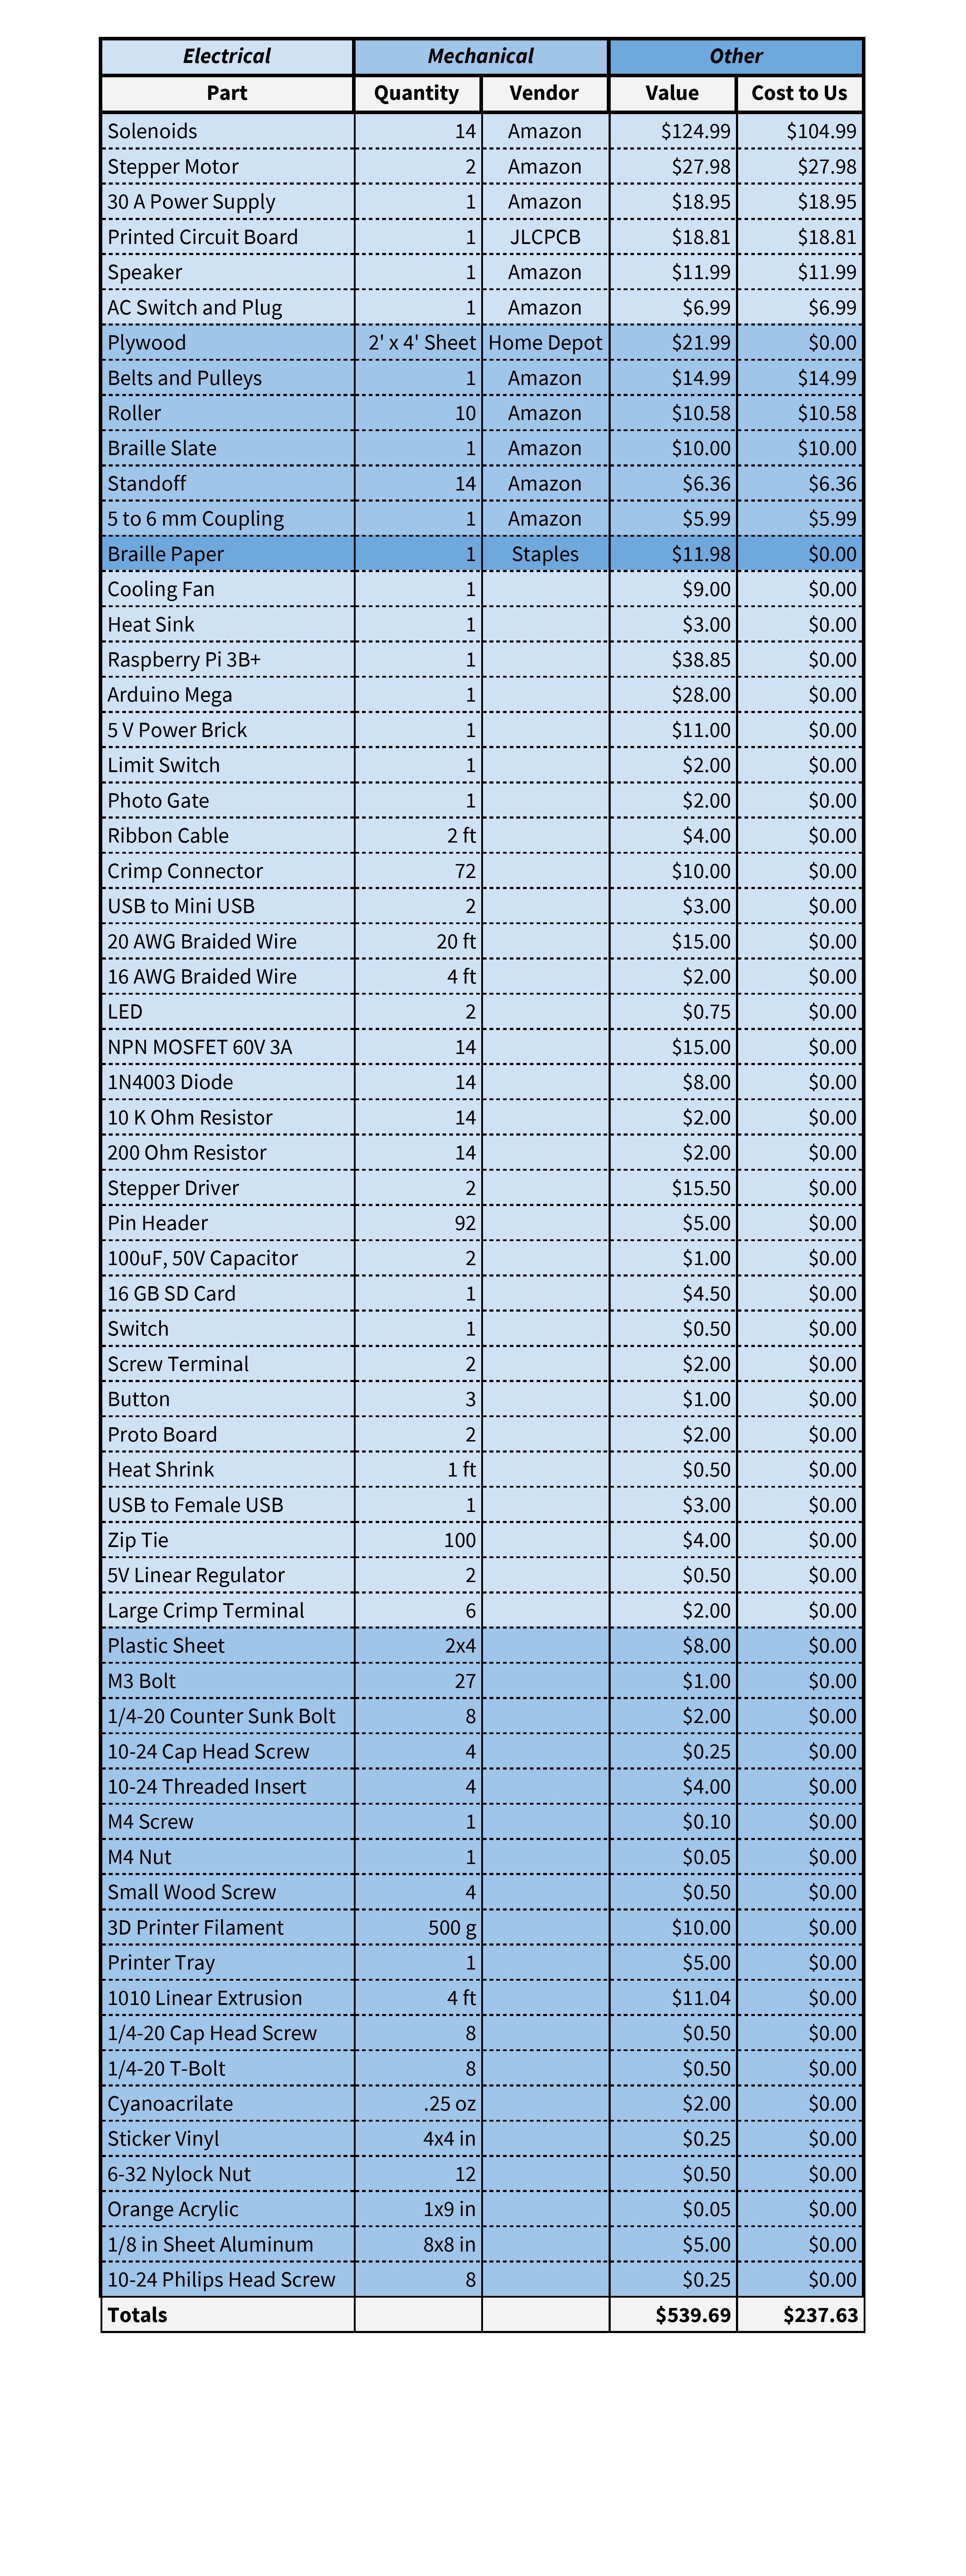 Electrical Mechanical Other
Part Quantity Vendor Value Cost to Us
Solenoids 14 Amazon $124.99 $104.99
Stepper Motor 2 Amazon $27.98 $27.98
30 A Power Supply 1 Amazon $18.95 $18.95
Printed Circuit Board 1 JLCPCB $18.81 $18.81
Speaker 1 Amazon $11.99 $11.99
AC Switch and Plug 1 Amazon $6.99 $6.99
Plywood 2' x 4' Sheet Home Depot $21.99 $0.00
Belts and Pulleys 1 Amazon $14.99 $14.99
Roller 10 Amazon $10.58 $10.58
Braille Slate 1 Amazon $10.00 $10.00
Standoff 14 Amazon $6.36 $6.36
5 to 6 mm Coupling 1 Amazon $5.99 $5.99
Braille Paper 1 Staples $11.98 $0.00
Cooling Fan 1 $9.00 $0.00
Heat Sink 1 $3.00 $0.00
Raspberry Pi 3B+ 1 $38.85 $0.00
Arduino Mega 1 $28.00 $0.00
5 V Power Brick 1 $11.00 $0.00
Limit Switch 1 $2.00 $0.00
Photo Gate 1 $2.00 $0.00
Ribbon Cable 2 ft $4.00 $0.00
Crimp Connector 72 $10.00 $0.00
USB to Mini USB 2 $3.00 $0.00
20 AWG Braided Wire 20 ft $15.00 $0.00
16 AWG Braided Wire 4 ft $2.00 $0.00
LED 2 $0.75 $0.00
NPN MOSFET 60V 3A 14 $15.00 $0.00
1N4003 Diode 14 $8.00 $0.00
10 K Ohm Resistor 14 $2.00 $0.00
200 Ohm Resistor 14 $2.00 $0.00
Stepper Driver 2 $15.50 $0.00
Pin Header 92 $5.00 $0.00
100uF, 50V Capacitor 2 $1.00 $0.00
16 GB SD Card 1 $4.50 $0.00
Switch 1 $0.50 $0.00
Screw Terminal 2 $2.00 $0.00
Button 3 $1.00 $0.00
Proto Board 2 $2.00 $0.00
Heat Shrink 1 ft $0.50 $0.00
USB to Female USB 1 $3.00 $0.00
Zip Tie 100 $4.00 $0.00
5V Linear Regulator 2 $0.50 $0.00
Large Crimp Terminal 6 $2.00 $0.00
Plastic Sheet 2x4 $8.00 $0.00
M3 Bolt 27 $1.00 $0.00
1/4-20 Counter Sunk Bolt 8 $2.00 $0.00
10-24 Cap Head Screw 4 $0.25 $0.00
10-24 Threaded Insert 4 $4.00 $0.00
M4 Screw 1 $0.10 $0.00
M4 Nut 1 $0.05 $0.00
Small Wood Screw 4 $0.50 $0.00
3D Printer Filament 500 g $10.00 $0.00
Printer Tray 1 $5.00 $0.00
1010 Linear Extrusion 4 ft $11.04 $0.00
1/4-20 Cap Head Screw 8 $0.50 $0.00
1/4-20 T-Bolt 8 $0.50 $0.00
Cyanoacrilate .25 oz $2.00 $0.00
Sticker Vinyl 4x4 in $0.25 $0.00
6-32 Nylock Nut 12 $0.50 $0.00
Orange Acrylic 1x9 in $0.05 $0.00
1/8 in Sheet Aluminum 8x8 in $5.00 $0.00
10-24 Philips Head Screw 8 $0.25 $0.00
Totals $539.69 $237.63